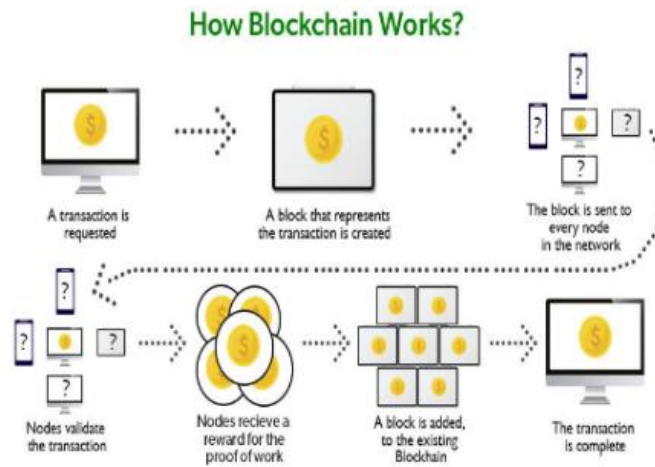 How Blockchain Works?
A transaction is
requested
A block that represents
the transaction is created
The block is sent to
every node
in the network
Nodes validate
the transaction
Nodes recieve a
reward for the
proof of work
A block is added,
to the existing
Blockhain
The transaction
is complete